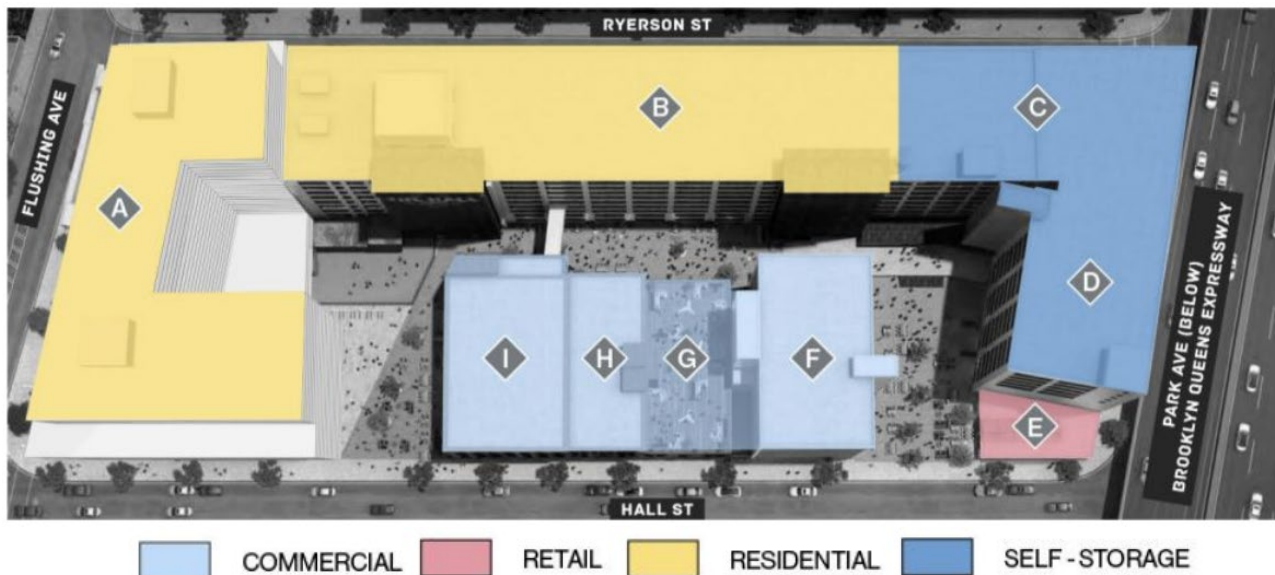 RYERSON ST
FLUSHING AVE
A
B
C
D
E
F
G
H
I
PARK AVE (BELOW)
BROOKLYN QUEENS EXPRESSWAY
HALL ST
COMMERCIAL
RETAIL
RESIDENTIAL
SELF-STORAGE